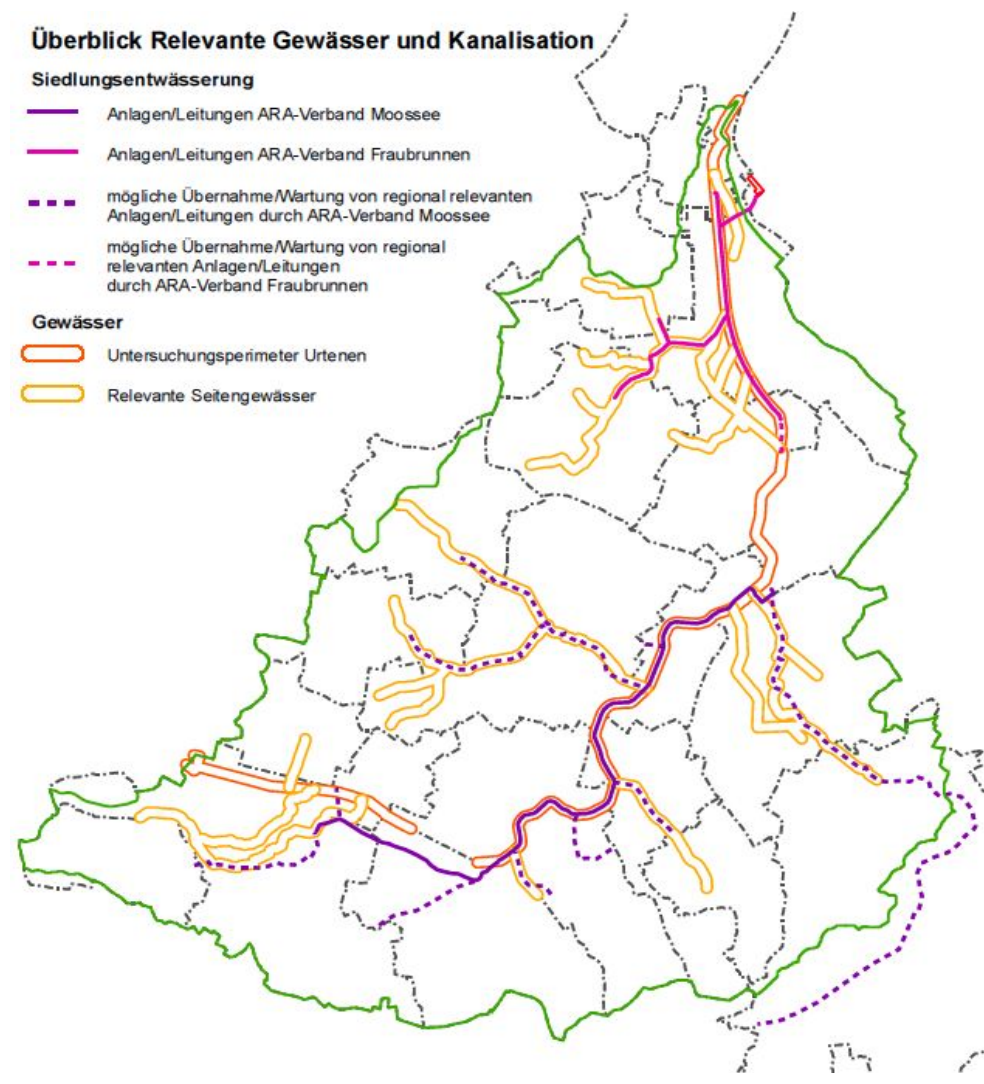 Überblick Relevante Gewässer und Kanalisation
Siedlungsentwässerung
Anlagen/Leitungen ARA-Verband Moossee
Anlagen/Leitungen ARA-Verband Fraubrunnen
mögliche Übernahme/Wartung von regional relevanten
Anlagen/Leitungen durch ARA-Verband Moossee
mögliche Übernahme/Wartung von regional
relevanten Anlagen/Leitungen
durch ARA-Verband Fraubrunnen
Gewässer
Untersuchungsperimeter Urtenen
Relevante Seitengewässer